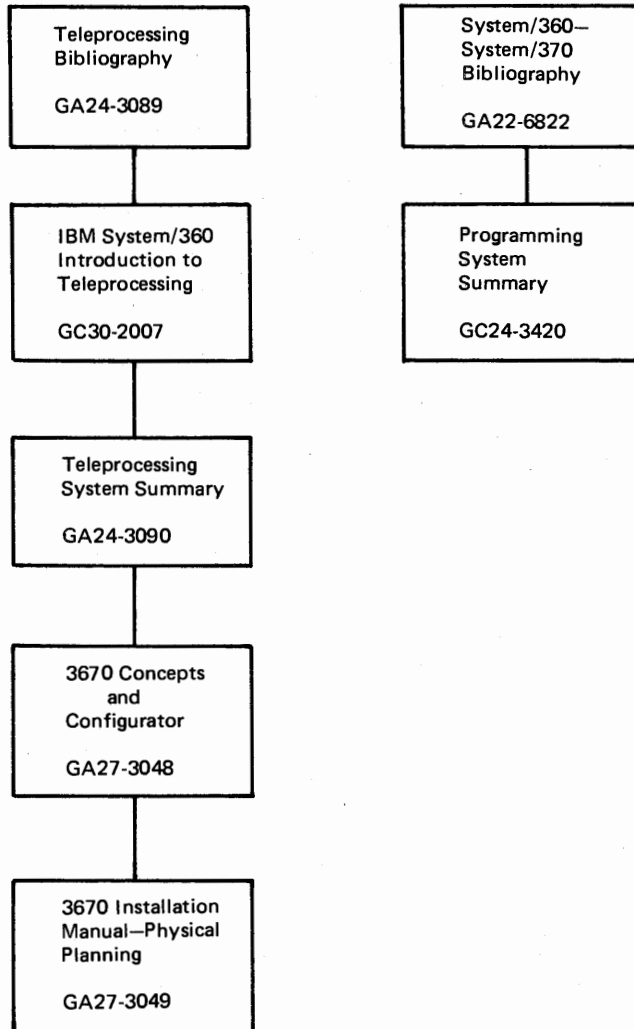 Teleprocessing
Bibliography
GA24-3089
IBM System/360
Introduction to
Teleprocessing
GC30-2007
Teleprocessing
System Summary
GA24-3090
3670 Concepts
and
Configurator
GA27-3048
3670 Installation
Manual—Physical
Planning
GA27-3049
System/360—
System/370
Bibliography
GA22-6822
Programming
System
Summary
GC24-3420